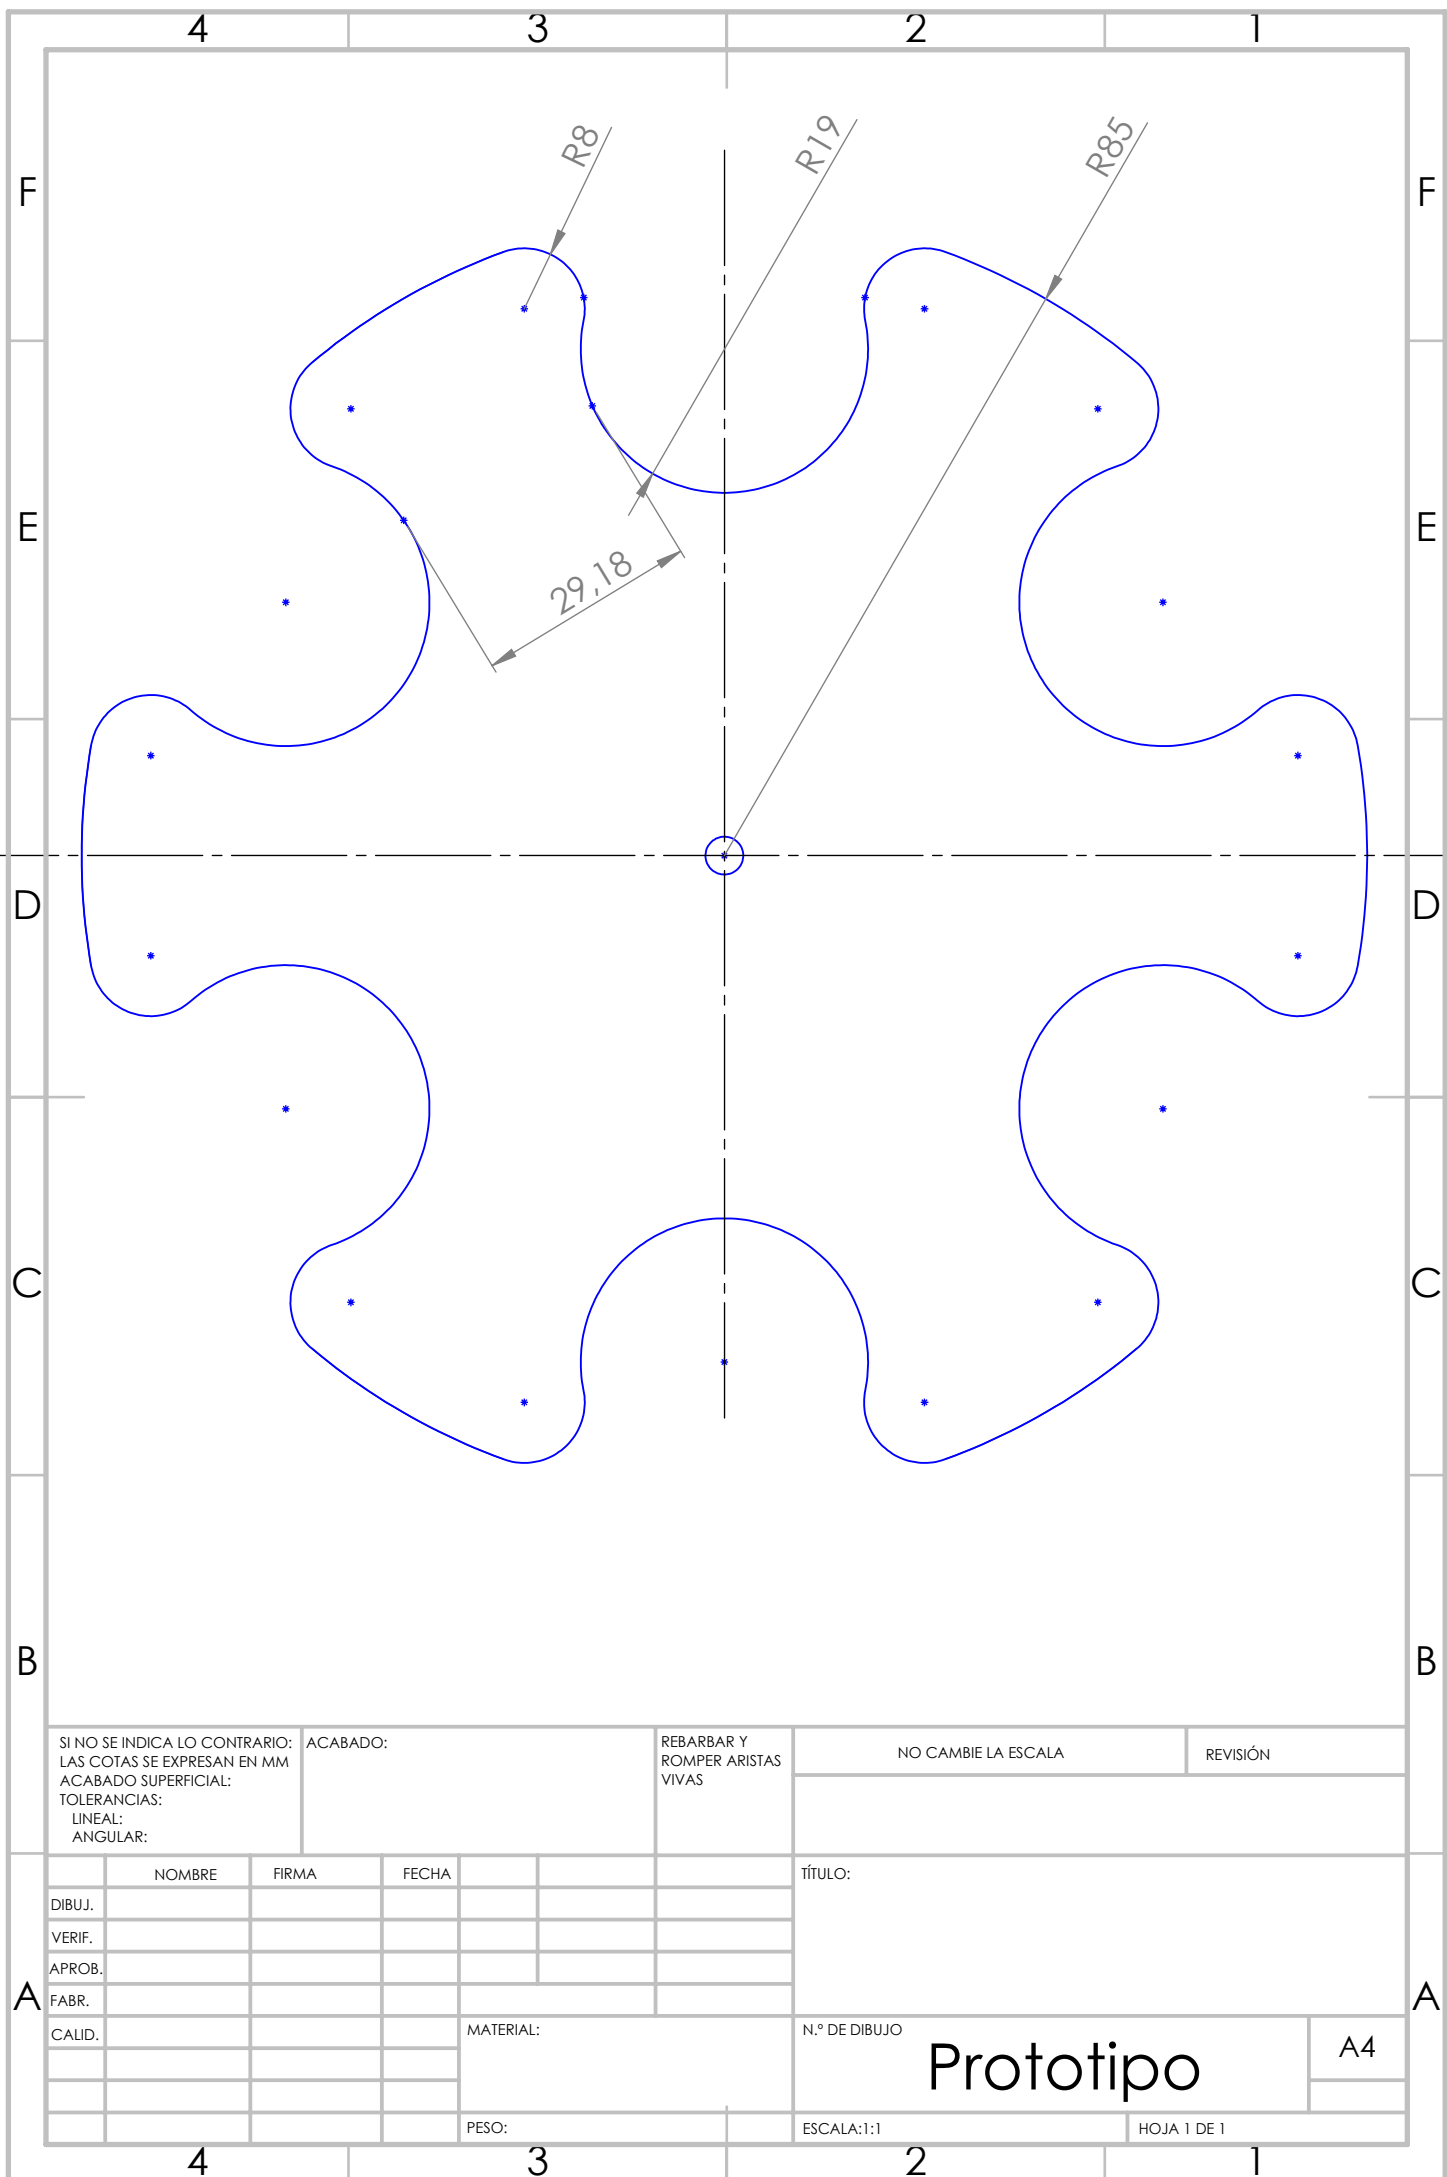 4 3 2 1
R8 R19 R85
F F
E E
29,18
D D
C C
B B
SI NO SE INDICA LO CONTRARIO:
LAS COTAS SE EXPRESAN EN MM
ACABADO SUPERFICIAL:
TOLERANCIAS:
LINEAL:
ANGULAR:
ACABADO:
REBARBAR Y
ROMPER ARISTAS
VIVAS
NO CAMBIE LA ESCALA
REVISIÓN
NOMBRE FIRMA FECHA
TÍTULO:
DIBUJ.
VERIF.
APROB.
FABR.
A A
CALID.
MATERIAL:
N.º DE DIBUJO
Prototipo
A4
PESO:
ESCALA:1:1
HOJA 1 DE 1
4 3 2 1